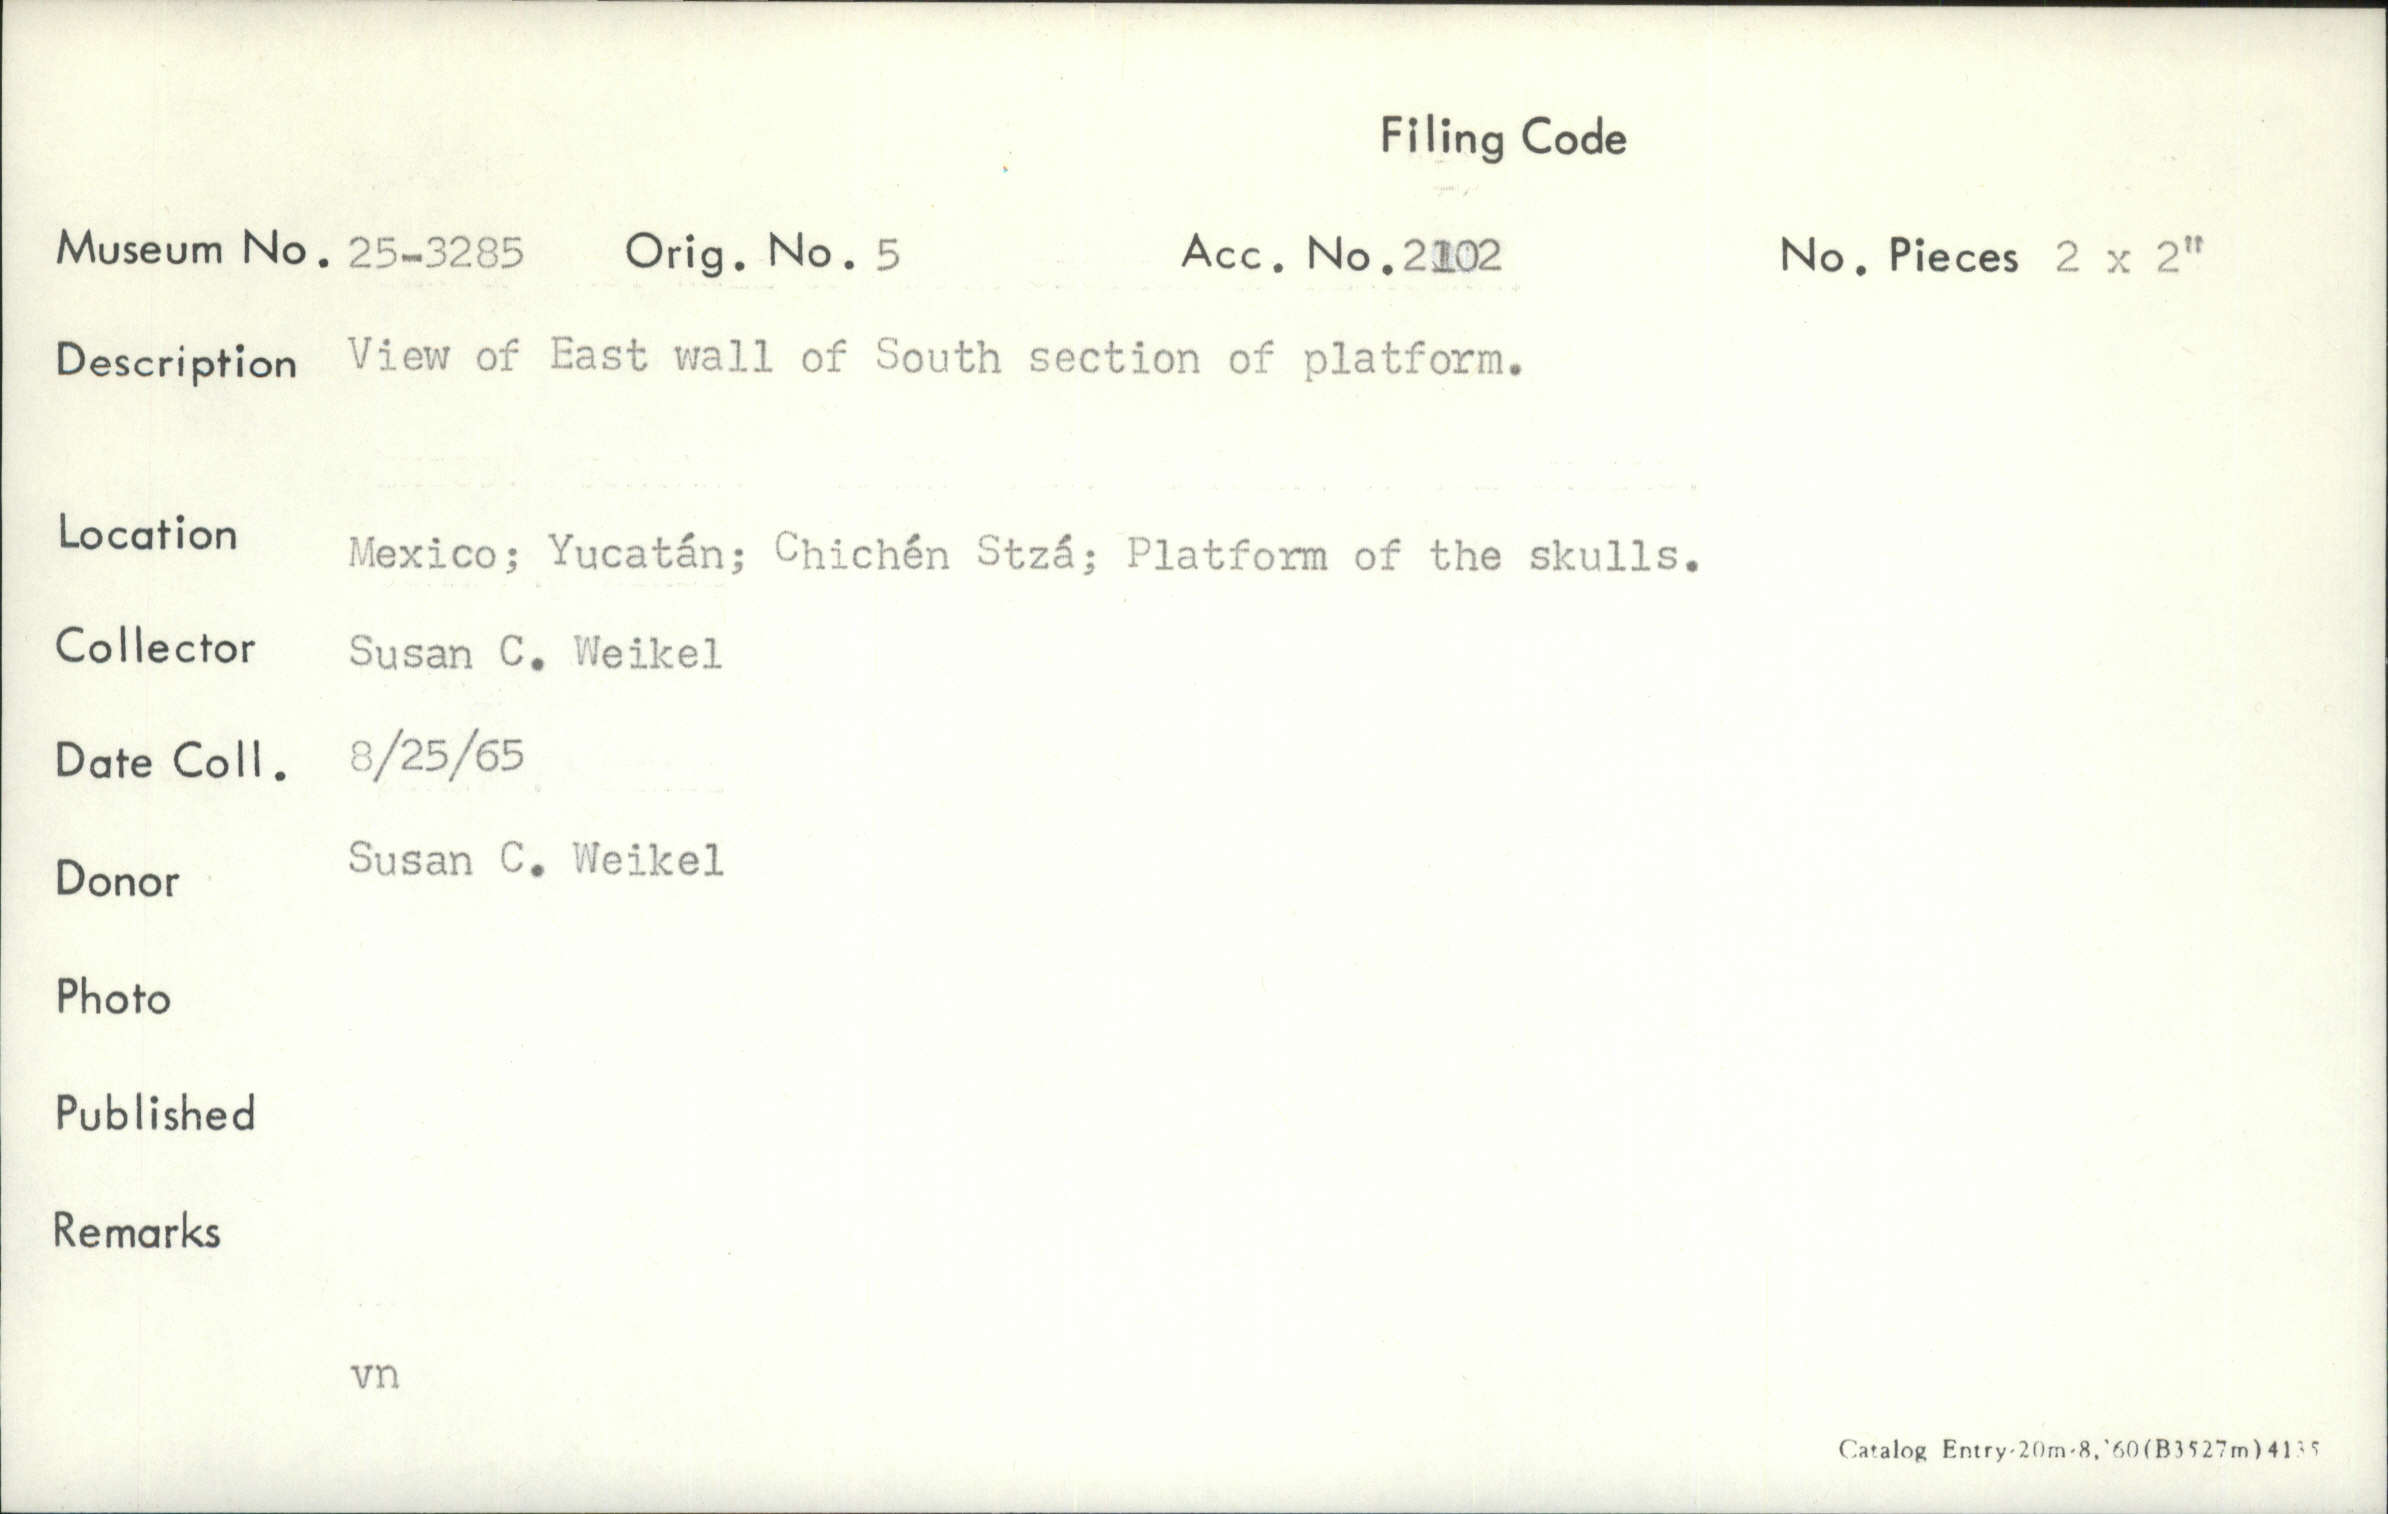 Filing Code
Museum No. 25-3285 Orig. No. 5 Acc. No. 2102 No. Pieces 2 x 2"
Description View of East wall of South section of platform.
Location Mexico; Yucatán; Chichén Stzá; Platform of the skulls.
Collector Susan C. Weikel
Date Coll. 8/25/65
Donor Susan C. Weikel
Photo
Published
Remarks
vn
Catalog Entry-20m-8,'60(B3527m)4135